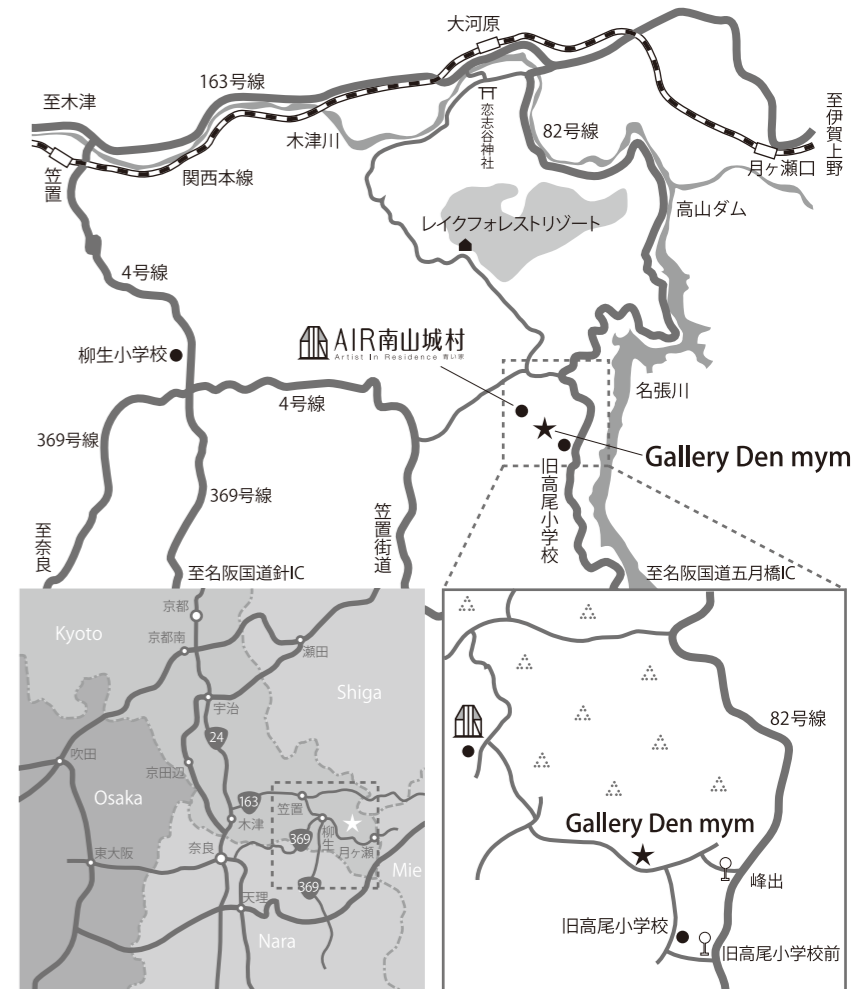 大河原
163号線
至木津
至伊賀上野
恋志谷神社
82号線
木津川
笠置
関西本線
月ヶ瀬口
高山ダム
レイクフォレストリゾート
4号線
AIR南山城村
Artist In Residence 青い家
柳生小学校
名張川
4号線
369号線
Gallery Den mym
旧高尾小学校
369号線
笠置街道
至奈良
至名阪国道針IC
至名阪国道五月橋IC
京都
Kyoto
京都南
瀬田
Shiga
宇治
24
吹田
京田辺
Osaka
163
笠置
木津
柳生
369
月ヶ瀬
奈良
東大阪
Mie
369
天理
Nara
82号線
Gallery Den mym
峰出
旧高尾小学校
旧高尾小学校前